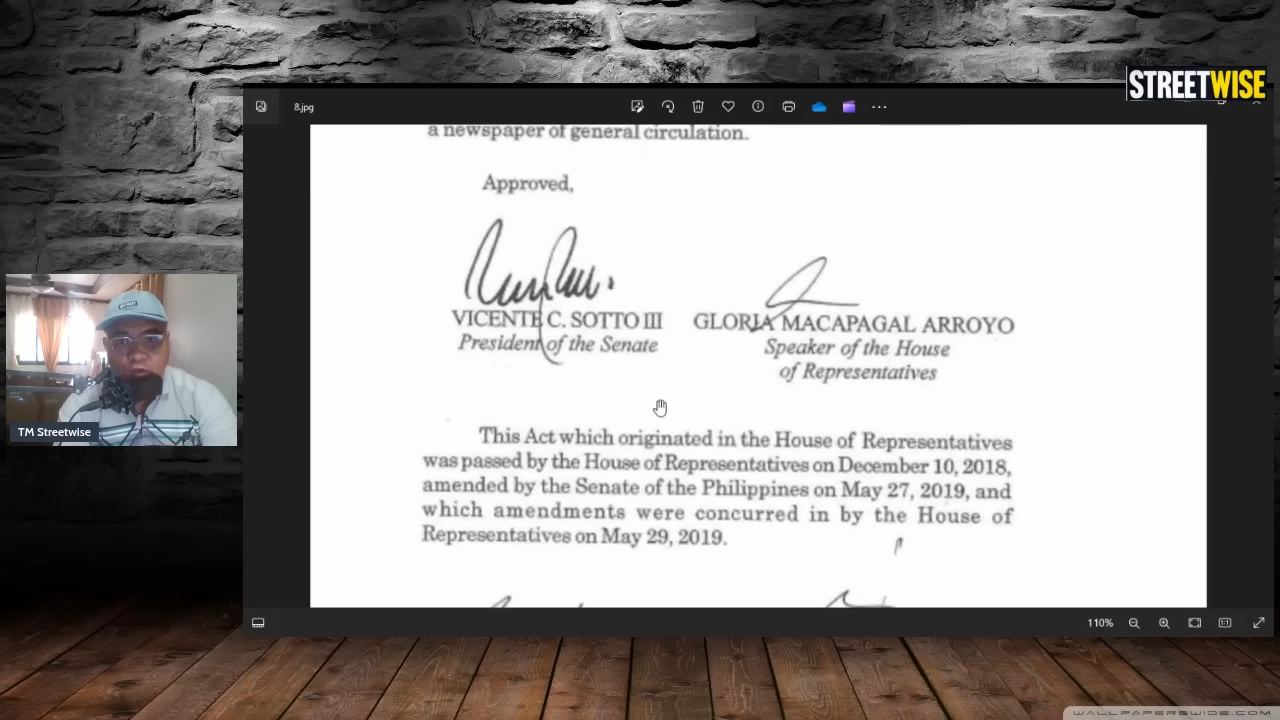 STREETWISE
8.jpg
a newspaper of general circulation.
Approved,
VICENTE C. SOTTO III
President of the Senate
GLORIA MACAPAGAL ARROYO
Speaker of the House
of Representatives
This Act which originated in the House of Representatives
was passed by the House of Representatives on December 10, 2018,
amended by the Senate of the Philippines on May 27, 2019, and
which amendments were concurred in by the House of
Representatives on May 29, 2019.
TM Streetwise
110%
WALLPAPERSWIDE.COM